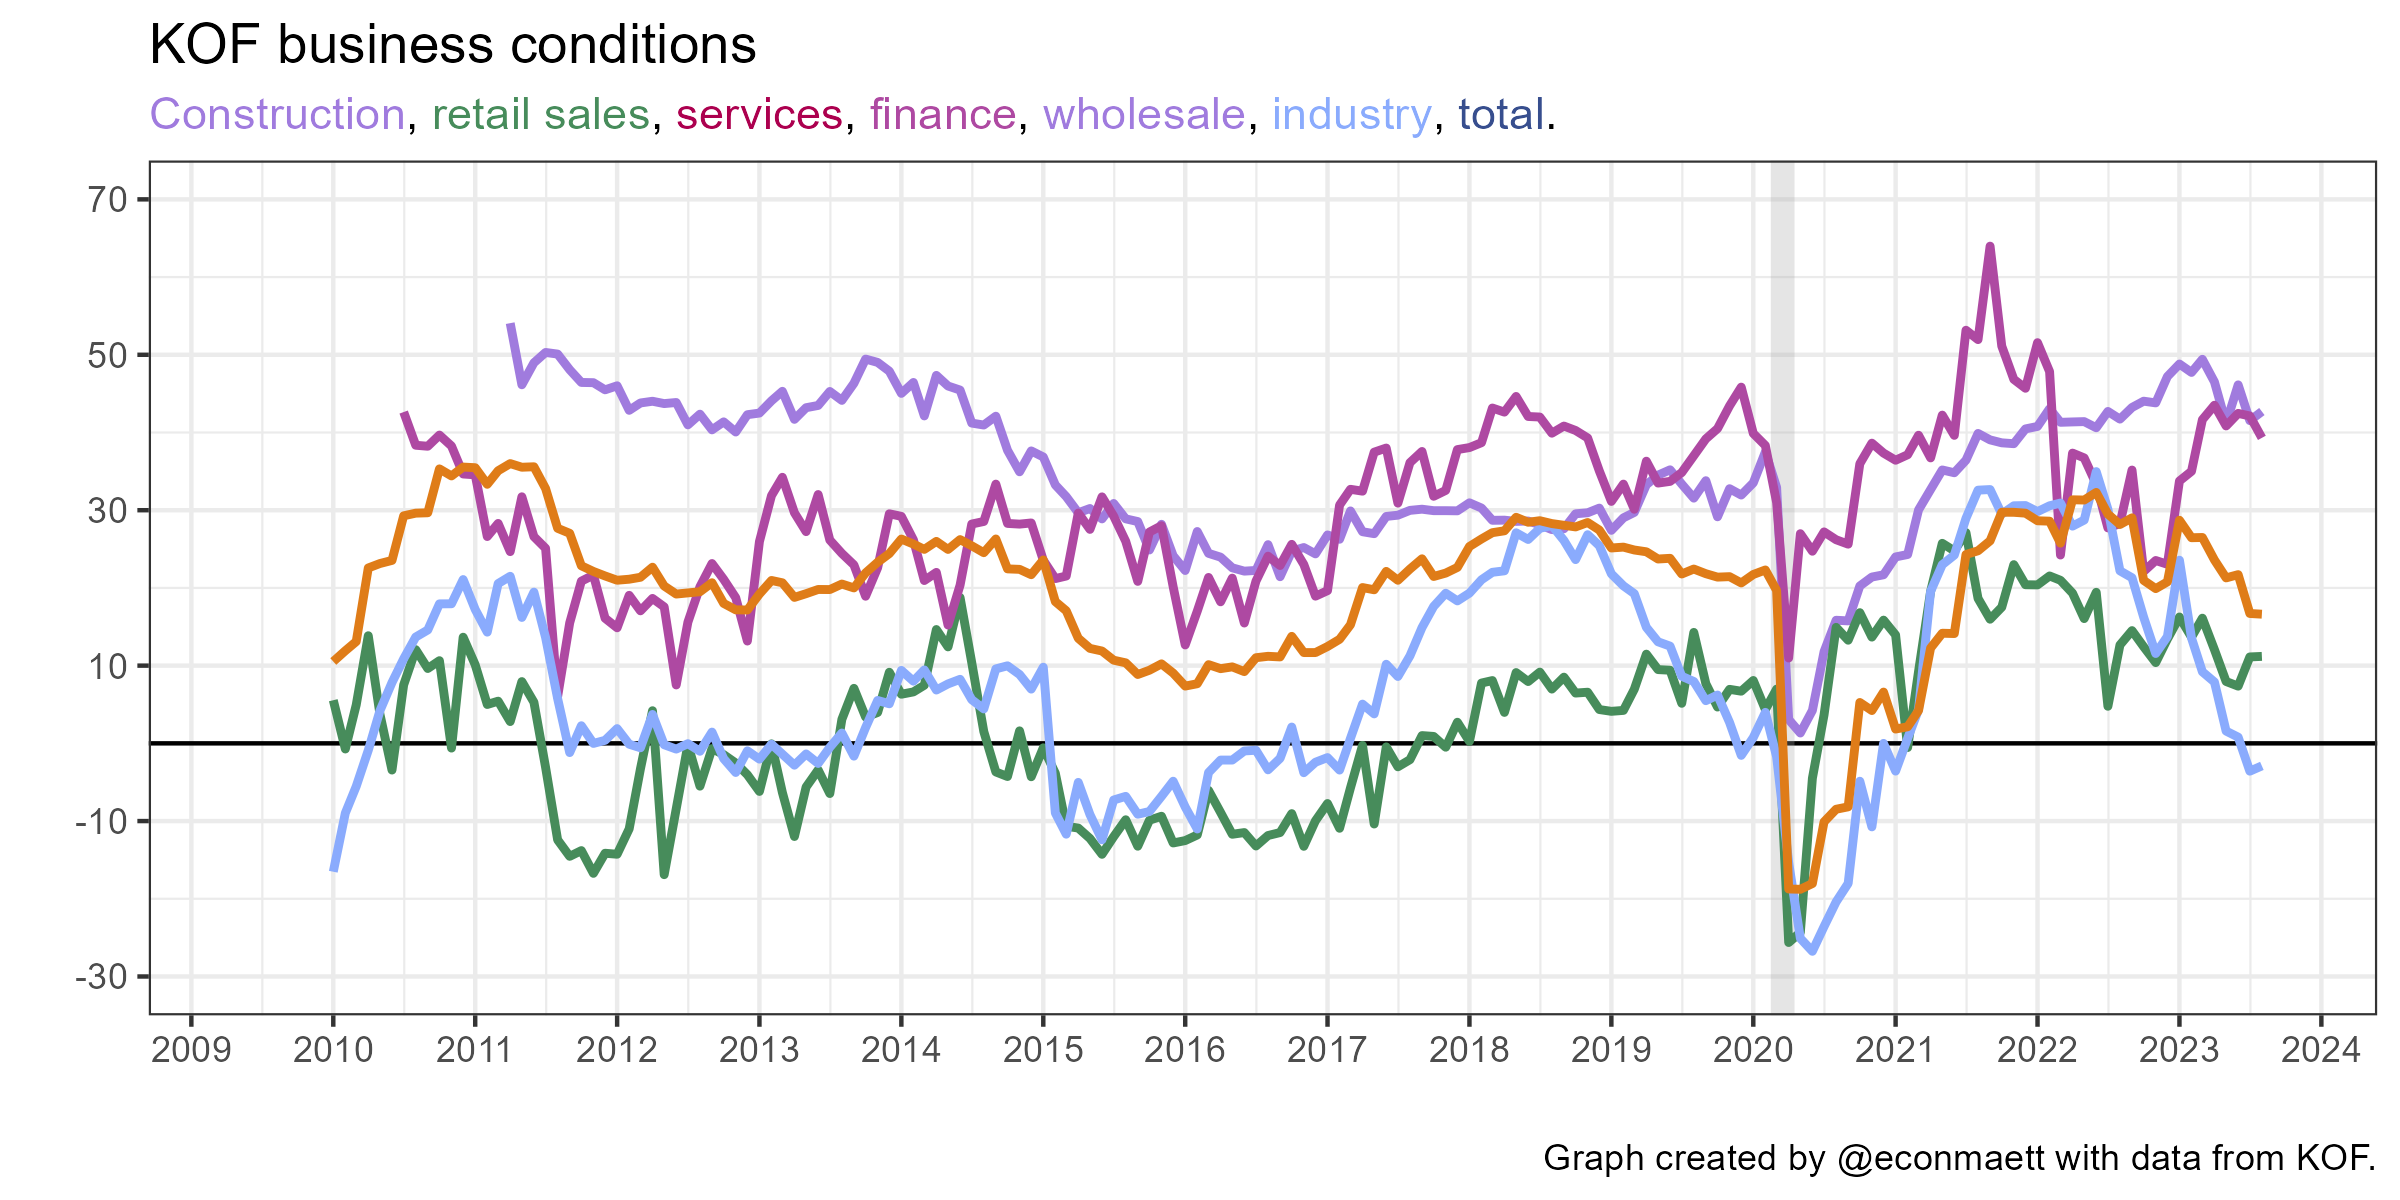 KOF business conditions
Construction, retail sales, services, finance, wholesale, industry, total.
70
50
30
10
-10
-30
2009 2010 2011 2012 2013 2014 2015 2016 2017 2018 2019 2020 2021 2022 2023 2024
Graph created by @econmaett with data from KOF.